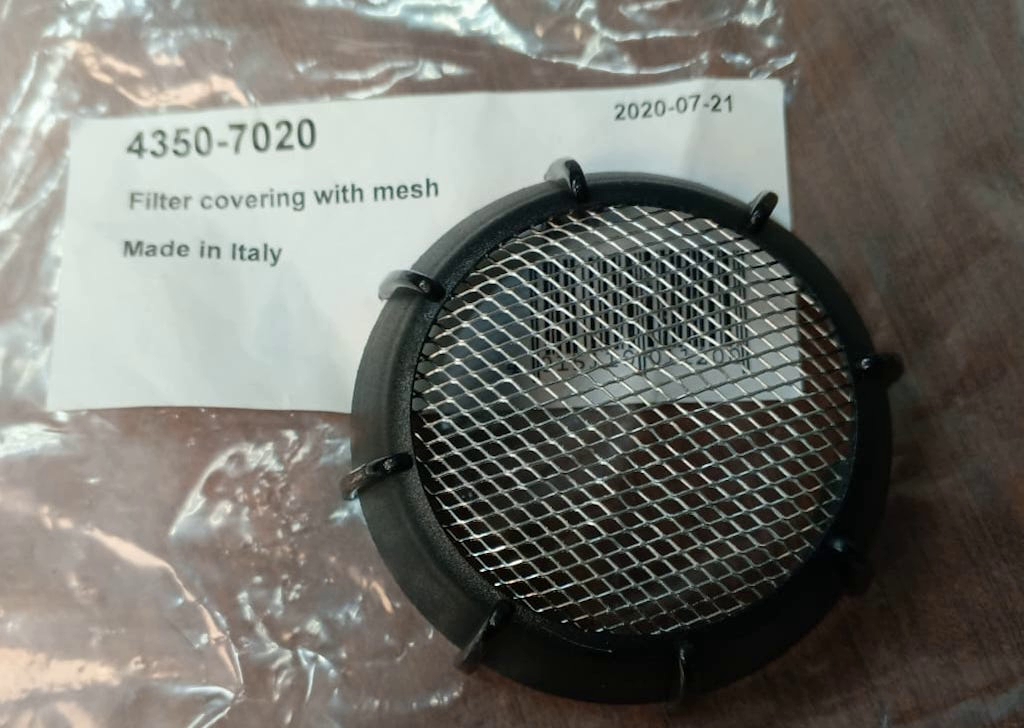 4350-7020
2020-07-21
Filter covering with mesh
Made in Italy